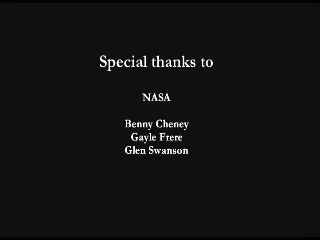 Special thanks to
NASA
Benny Cheney
Gayle Frere
Glen Swanson